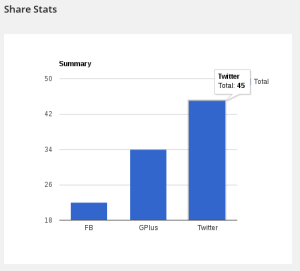 Share Stats
Summary
50
Twitter
Total: 45
Total
42
34
26
18
FB
GPlus
Twitter